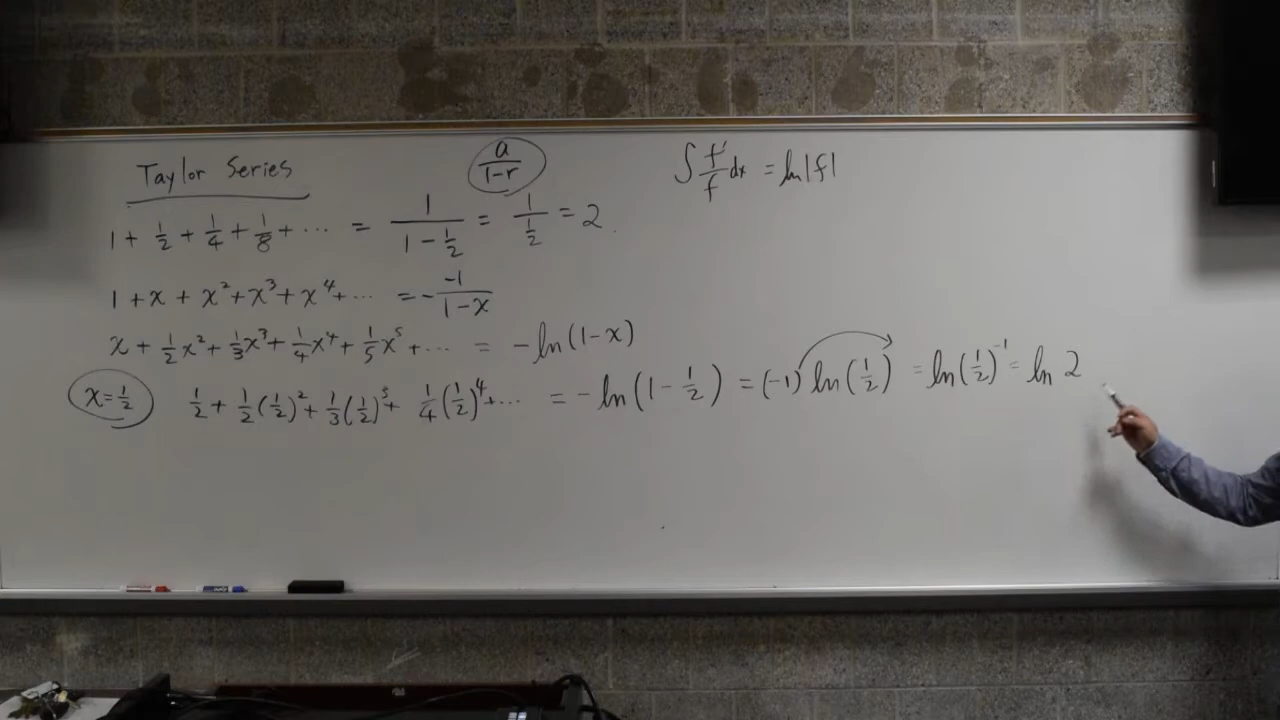 Taylor Series
a/(1-r)
∫ f'/f dx = ln|f|
1 + 1/2 + 1/4 + 1/8 + ... = 1/(1 - 1/2) = 1/(1/2) = 2
1 + x + x² + x³ + x⁴ + ... = - -1/(1-x)
x + 1/2 x² + 1/3 x³ + 1/4 x⁴ + 1/5 x⁵ + ... = -ln(1-x)
x = 1/2 1/2 + 1/2 (1/2)² + 1/3 (1/2)³ + 1/4 (1/2)⁴ + ... = -ln(1 - 1/2) = (-1) ln(1/2) = ln(1/2)⁻¹ = ln 2